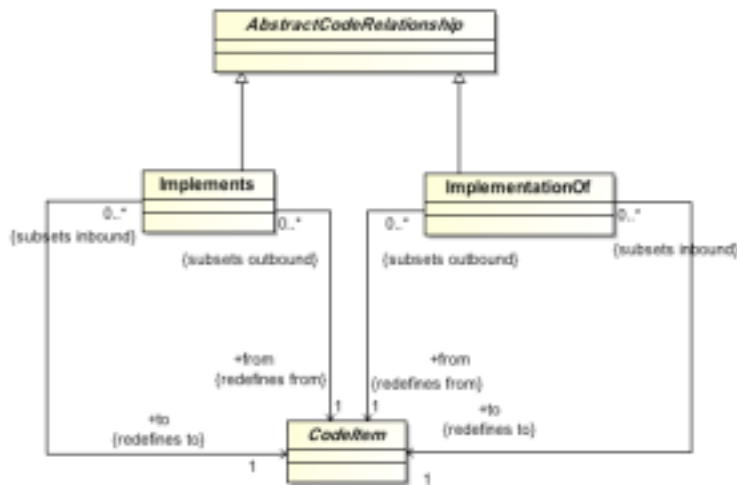 AbstractCodeRelationship
Implements
ImplementationOf
0..*
{subsets inbound}
0..*
{subsets outbound}
0..*
{subsets outbound}
0..*
{subsets inbound}
+from
{redefines from}
+from
{redefines from}
1
1
+to
{redefines to}
+to
{redefines to}
CodeItem
1
1